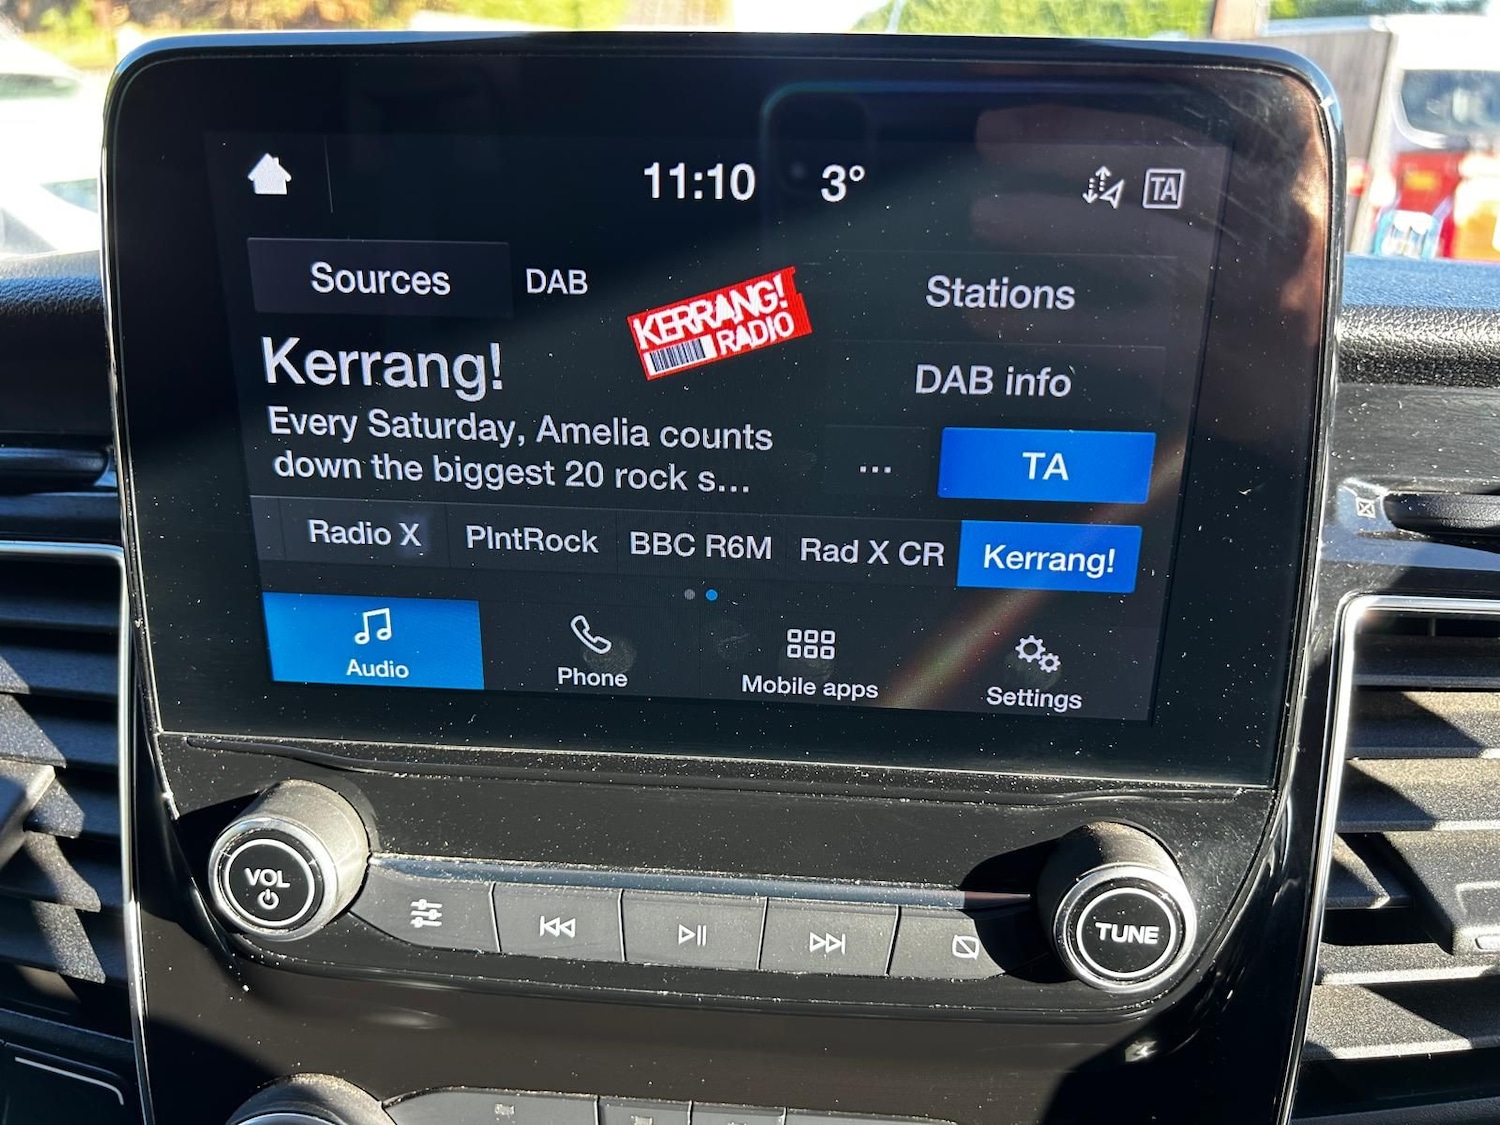 11:10 3° TA
Sources DAB
KERRANG!
RADIO
Stations
Kerrang!
DAB info
Every Saturday, Amelia counts
down the biggest 20 rock s...
... TA
Radio X PlntRock BBC R6M Rad X CR Kerrang!
Audio Phone Mobile apps Settings
VOL
TUNE